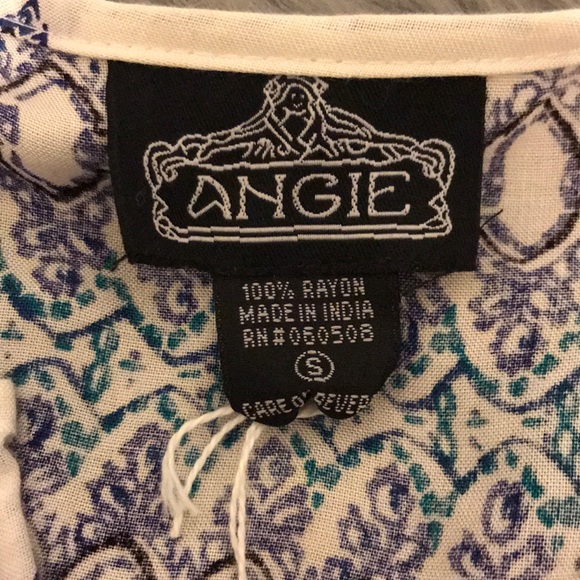 ANGIE
100% RAYON
MADE IN INDIA
RN#060508
S
CARE